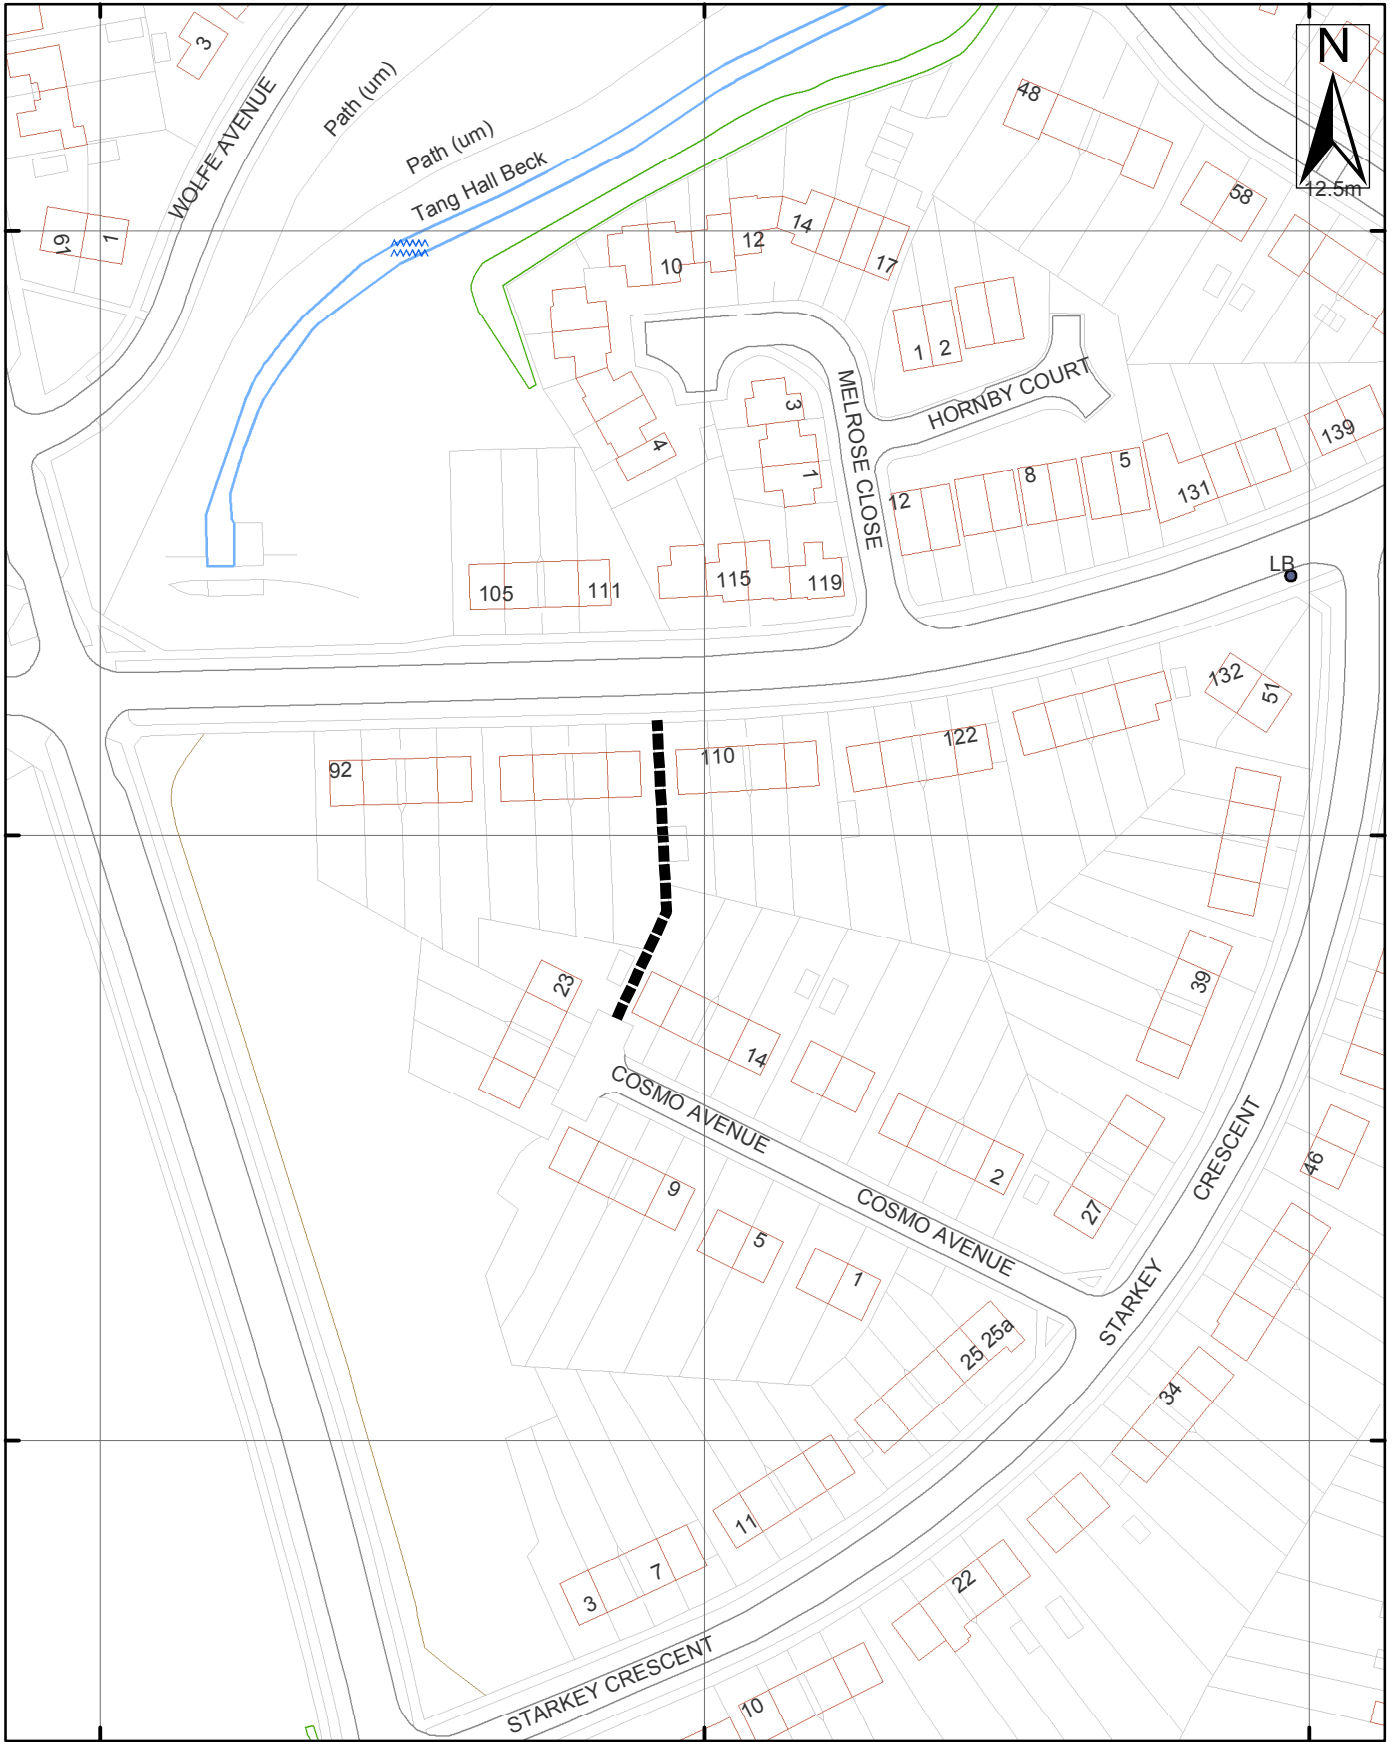 N
12.5m
3
WOLFE AVENUE
Path (um)
Path (um)
Tang Hall Beck
48
58
61
1
10
12
14
17
1
2
HORNBY COURT
MELROSE CLOSE
3
4
1
12
8
5
131
139
105
111
115
119
LB
132
51
92
110
122
23
14
39
COSMO AVENUE
9
2
27
CRESCENT
46
5
COSMO AVENUE
1
STARKEY
25
25a
34
11
7
3
22
STARKEY CRESCENT
10